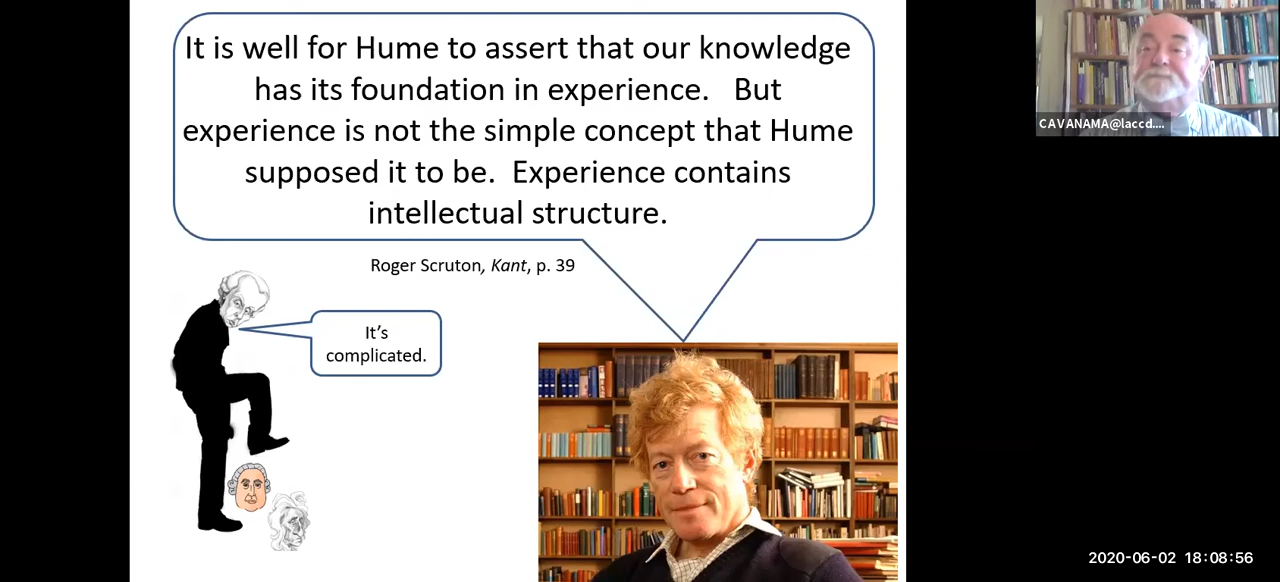 It is well for Hume to assert that our knowledge
has its foundation in experience. But
experience is not the simple concept that Hume
supposed it to be. Experience contains
intellectual structure.
Roger Scruton, Kant, p. 39
It's
complicated.
CAVANAMA@laccd....
2020-06-02 18:08:56